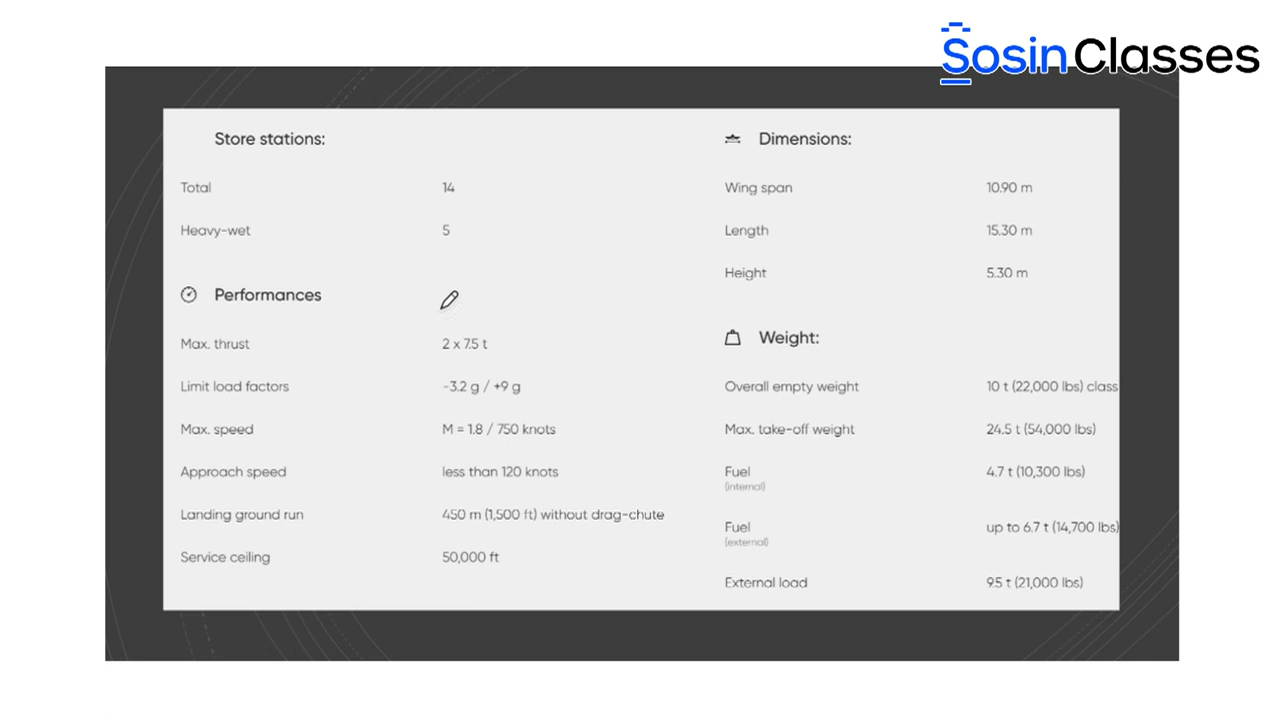 SosinClasses
Store stations:
Total 14
Heavy-wet 5
Performances
Max. thrust 2 x 7.5 t
Limit load factors -3.2 g / +9 g
Max. speed M = 1.8 / 750 knots
Approach speed less than 120 knots
Landing ground run 450 m (1,500 ft) without drag-chute
Service ceiling 50,000 ft
Dimensions:
Wing span 10.90 m
Length 15.30 m
Height 5.30 m
Weight:
Overall empty weight 10 t (22,000 lbs) class
Max. take-off weight 24.5 t (54,000 lbs)
Fuel 4.7 t (10,300 lbs)
(internal)
Fuel up to 6.7 t (14,700 lbs)
(external)
External load 9.5 t (21,000 lbs)